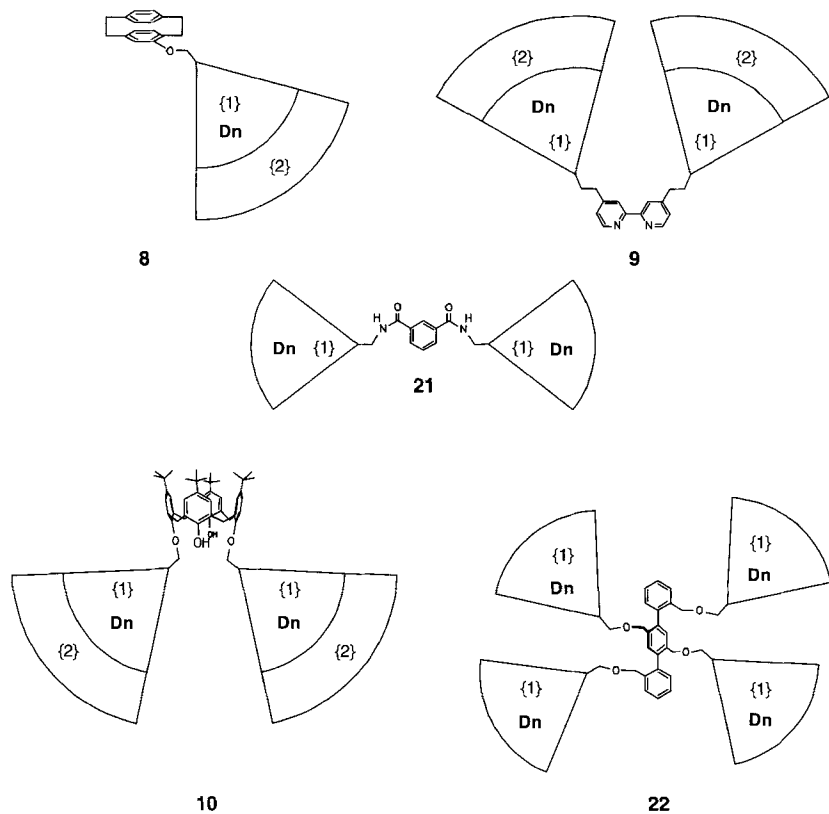 O
{1}
Dn
{2}
8
{2}
{2}
Dn
Dn
{1}
{1}
N
N
9
O
O
H
H
N
N
Dn
{1}
{1}
Dn
21
O
OH
OH
O
{1}
{1}
Dn
Dn
{2}
{2}
10
{1}
{1}
Dn
Dn
O
O
O
O
{1}
{1}
Dn
Dn
22